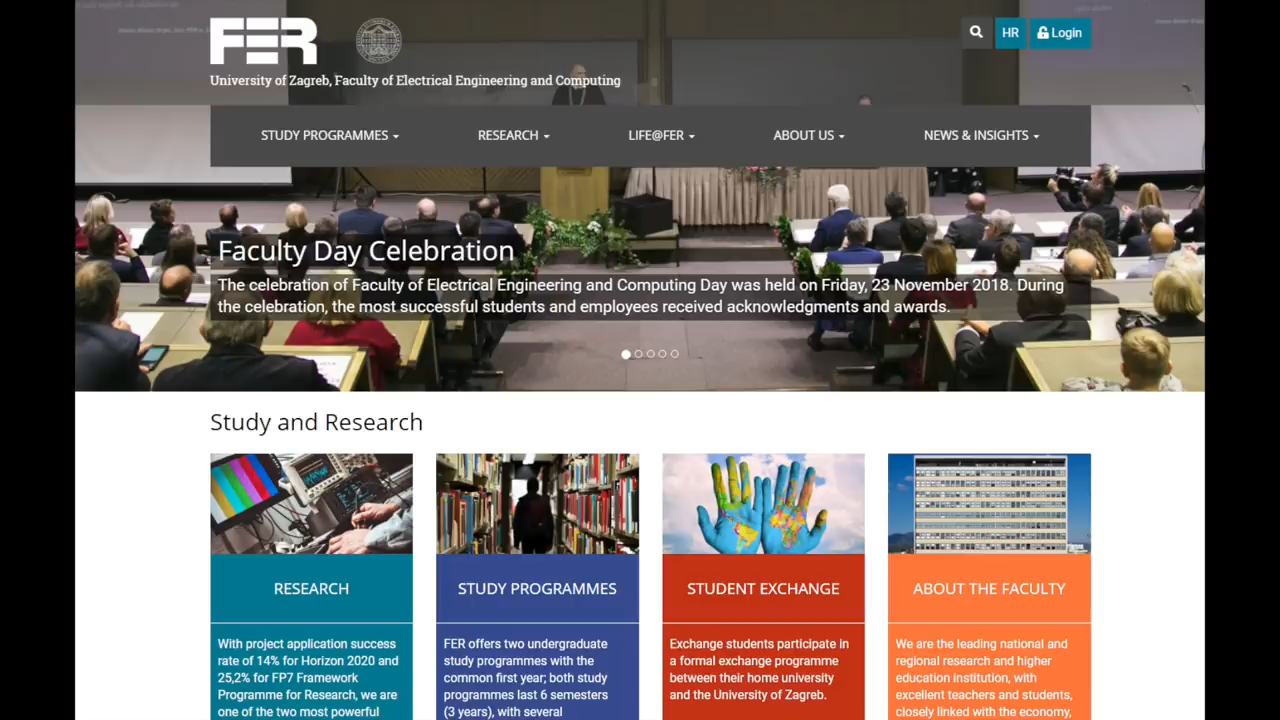 FER
University of Zagreb, Faculty of Electrical Engineering and Computing
HR
Login
STUDY PROGRAMMES
RESEARCH
LIFE@FER
ABOUT US
NEWS & INSIGHTS
Faculty Day Celebration
The celebration of Faculty of Electrical Engineering and Computing Day was held on Friday, 23 November 2018. During
the celebration, the most successful students and employees received acknowledgments and awards.
Study and Research
RESEARCH
With project application success
rate of 14% for Horizon 2020 and
25,2% for FP7 Framework
Programme for Research, we are
one of the two most powerful
STUDY PROGRAMMES
FER offers two undergraduate
study programmes with the
common first year; both study
programmes last 6 semesters
(3 years), with several
STUDENT EXCHANGE
Exchange students participate in
a formal exchange programme
between their home university
and the University of Zagreb.
ABOUT THE FACULTY
We are the leading national and
regional research and higher
education institution, with
excellent teachers and students,
closely linked with the economy,